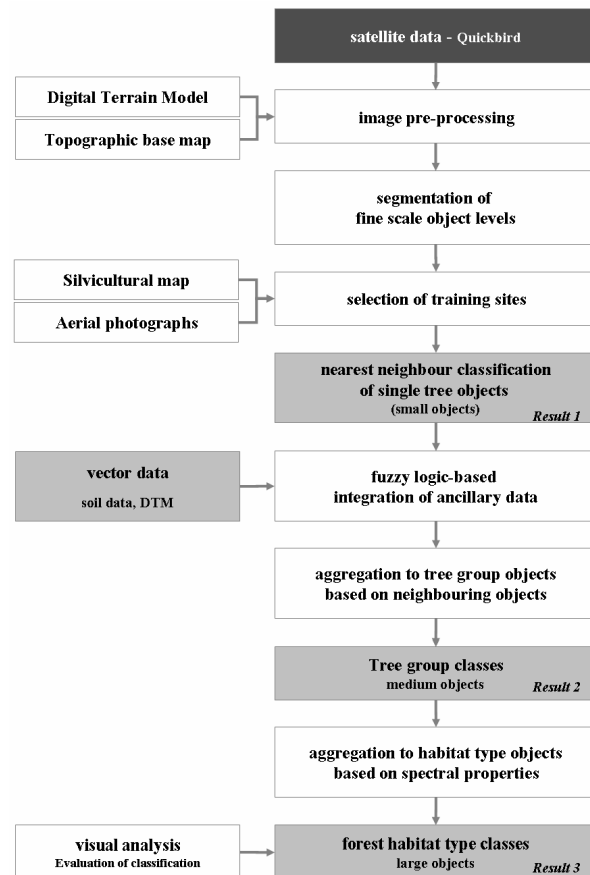 satellite data - Quickbird
Digital Terrain Model
Topographic base map
image pre-processing
segmentation of
fine scale object levels
Silvicultural map
Aerial photographs
selection of training sites
nearest neighbour classification
of single tree objects
(small objects)
Result 1
vector data
soil data, DTM
fuzzy logic-based
integration of ancillary data
aggregation to tree group objects
based on neighbouring objects
Tree group classes
medium objects
Result 2
aggregation to habitat type objects
based on spectral properties
visual analysis
Evaluation of classification
forest habitat type classes
large objects
Result 3